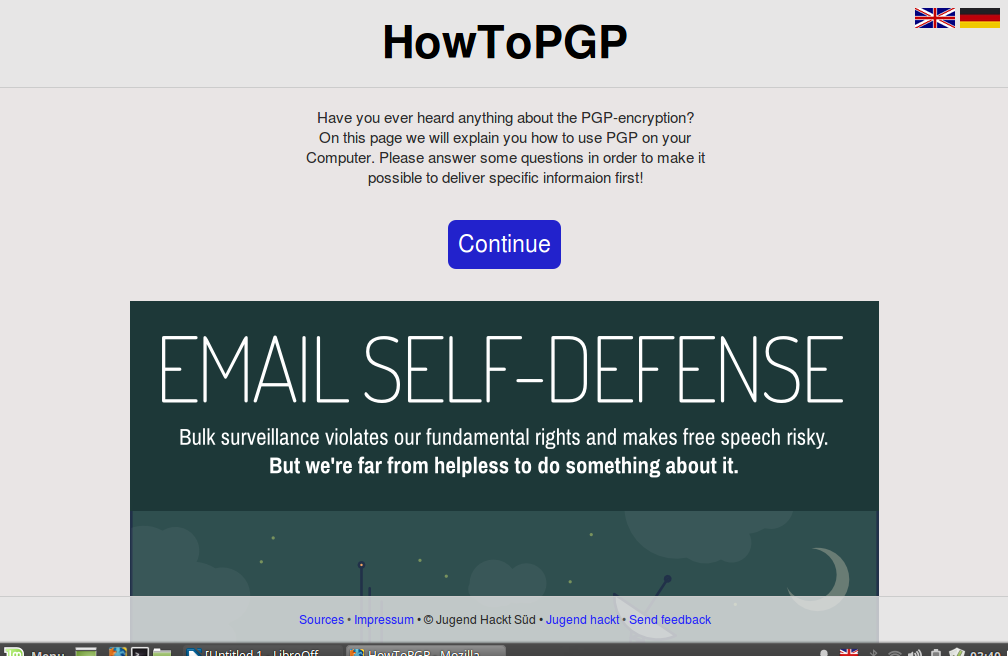 HowToPGP
Have you ever heard anything about the PGP-encryption?
On this page we will explain you how to use PGP on your
Computer. Please answer some questions in order to make it
possible to deliver specific informaion first!
Continue
EMAIL SELF-DEFENSE
Bulk surveillance violates our fundamental rights and makes free speech risky.
But we're far from helpless to do something about it.
Sources • Impressum • © Jugend Hackt Süd • Jugend hackt • Send feedback
Menu [Untitled 1 - LibreOff... HowToPGP - Mozilla ... 03:40